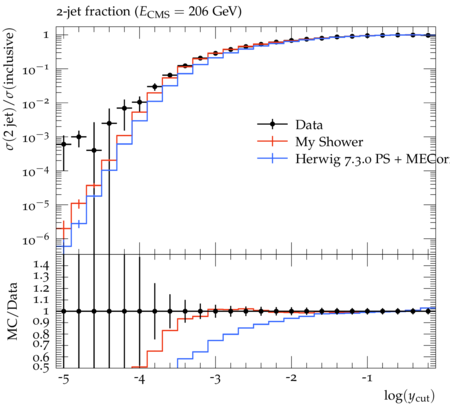 2-jet fraction (E_CMS = 206 GeV)
σ(2 jet)/σ(inclusive)
1
10^−1
10^−2
10^−3
10^−4
10^−5
10^−6
Data
My Shower
Herwig 7.3.0 PS + MECor
MC/Data
1.4
1.3
1.2
1.1
1
0.9
0.8
0.7
0.6
0.5
-5 -4 -3 -2 -1
log(y_cut)